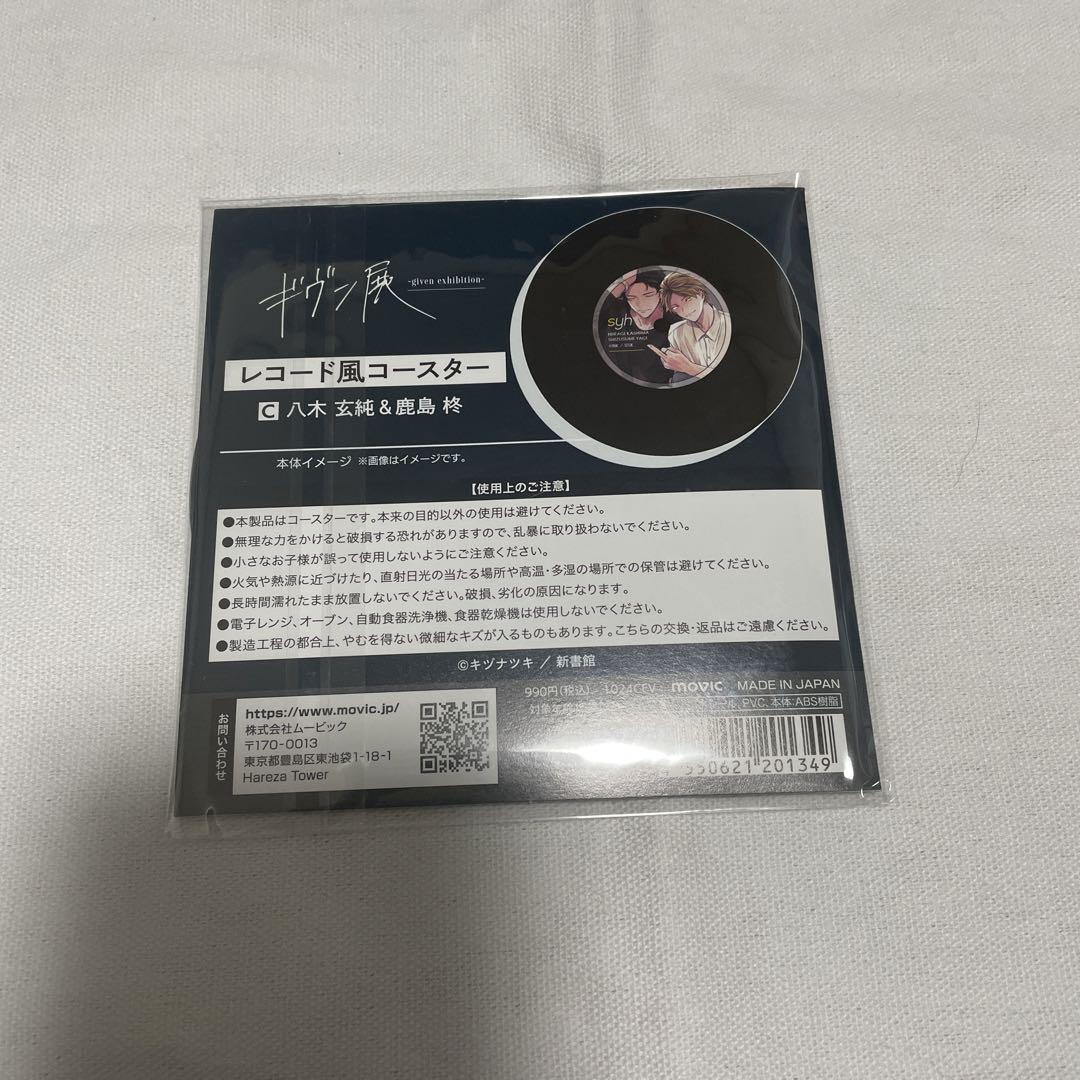 ギヴン展
-given exhibition-
レコード風コースター
C 八木 玄純&鹿島 柊
本体イメージ ※画像はイメージです。
syh
HIIRAGI KASHIMA
SHIZUSUMI YAGI
【使用上のご注意】
●本製品はコースターです。本来の目的以外の使用は避けてください。
●無理な力をかけると破損する恐れがありますので、乱暴に取り扱わないでください。
●小さなお子様が誤って使用しないようにご注意ください。
●火気や熱源に近づけたり、直射日光の当たる場所や高温・多湿の場所での保管は避けてください。
●長時間濡れたまま放置しないでください。破損、劣化の原因になります。
●電子レンジ、オーブン、自動食器洗浄機、食器乾燥機は使用しないでください。
●製造工程の都合上、やむを得ない微細なキズが入るものもあります。こちらの交換・返品はご遠慮ください。
©キヅナツキ / 新書館
990円(税込) movic MADE IN JAPAN
対象年齢 PVC、本体:ABS樹脂
お問い合わせ
https://www.movic.jp/
株式会社ムービック
〒170-0013
東京都豊島区東池袋1-18-1
Hareza Tower
990621 201349